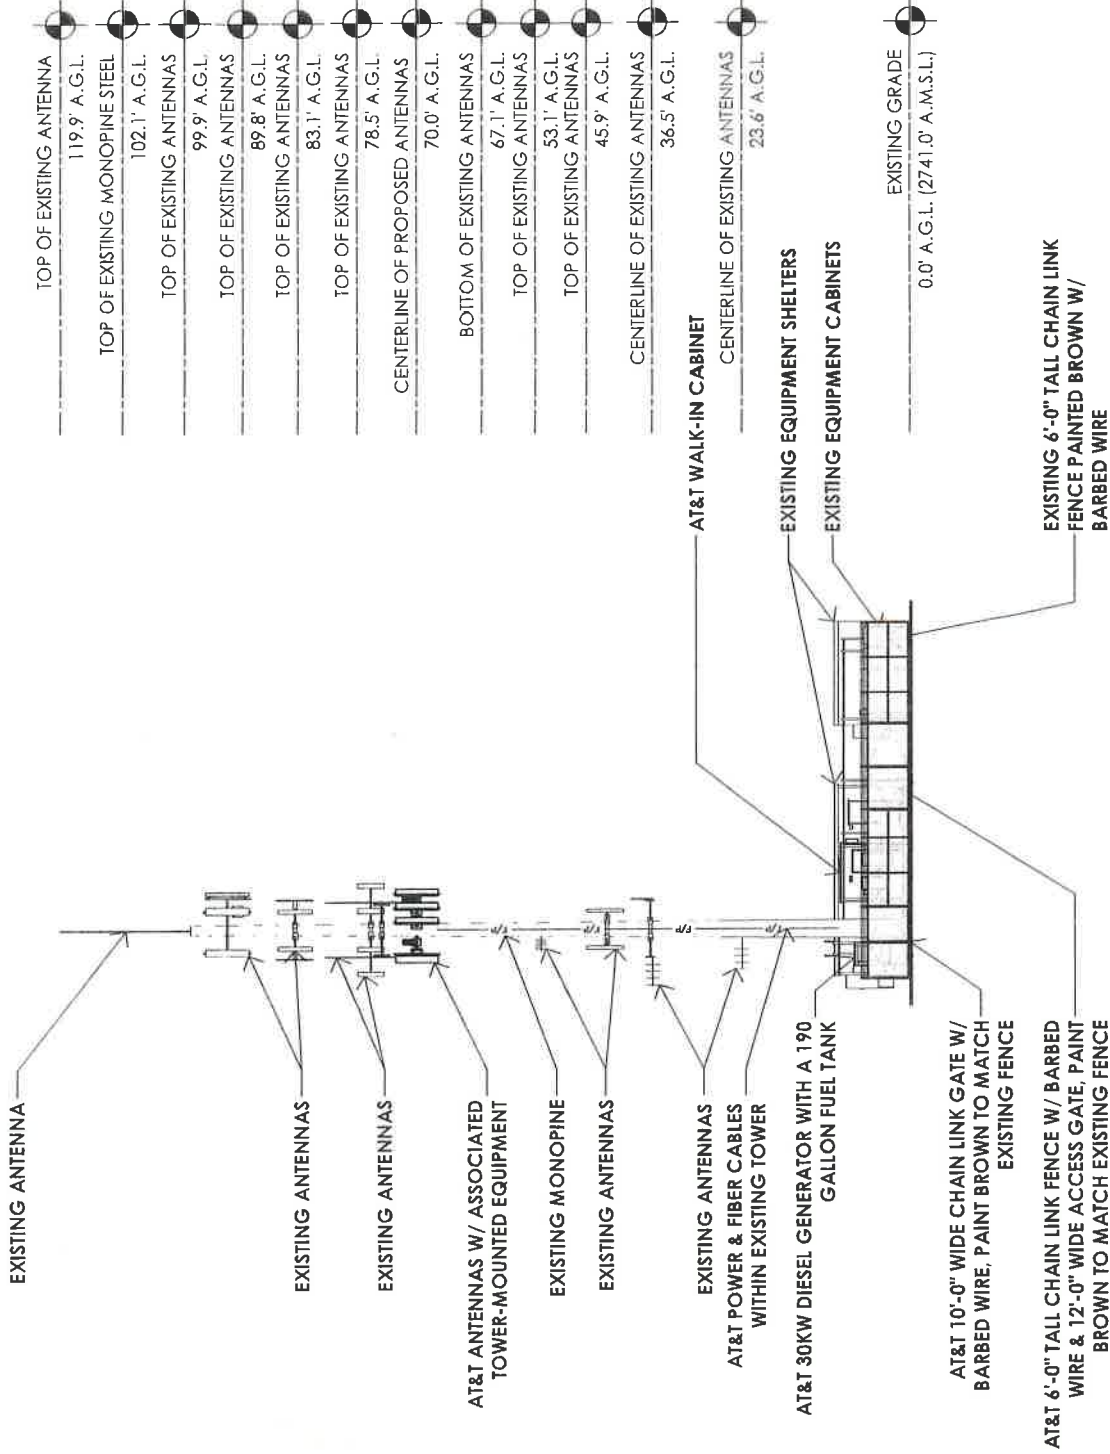 TOP OF EXISTING ANTENNA
119.9' A.G.L.
TOP OF EXISTING MONOPINE STEEL
102.1' A.G.L.
TOP OF EXISTING ANTENNAS
99.9' A.G.L.
TOP OF EXISTING ANTENNAS
89.8' A.G.L.
TOP OF EXISTING ANTENNAS
83.1' A.G.L.
TOP OF EXISTING ANTENNAS
78.5' A.G.L.
CENTERLINE OF PROPOSED ANTENNAS
70.0' A.G.L.
BOTTOM OF EXISTING ANTENNAS
67.1' A.G.L.
TOP OF EXISTING ANTENNAS
53.1' A.G.L.
TOP OF EXISTING ANTENNAS
45.9' A.G.L.
CENTERLINE OF EXISTING ANTENNAS
36.5' A.G.L.
CENTERLINE OF EXISTING ANTENNAS
23.6' A.G.L.
EXISTING GRADE
0.0' A.G.L. (2741.0' A.M.S.L.)
AT&T WALK-IN CABINET
EXISTING EQUIPMENT SHELTERS
EXISTING EQUIPMENT CABINETS
EXISTING 6'-0" TALL CHAIN LINK
FENCE PAINTED BROWN W/
BARBED WIRE
F/P
F/P
F/P
F/P
EXISTING ANTENNA
EXISTING ANTENNAS
EXISTING ANTENNAS
AT&T ANTENNAS W/ ASSOCIATED
TOWER-MOUNTED EQUIPMENT
EXISTING MONOPINE
EXISTING ANTENNAS
EXISTING ANTENNAS
AT&T POWER & FIBER CABLES
WITHIN EXISTING TOWER
AT&T 30KW DIESEL GENERATOR WITH A 190
GALLON FUEL TANK
AT&T 10'-0" WIDE CHAIN LINK GATE W/
BARBED WIRE, PAINT BROWN TO MATCH
EXISTING FENCE
AT&T 6'-0" TALL CHAIN LINK FENCE W/ BARBED
WIRE & 12'-0" WIDE ACCESS GATE, PAINT
BROWN TO MATCH EXISTING FENCE